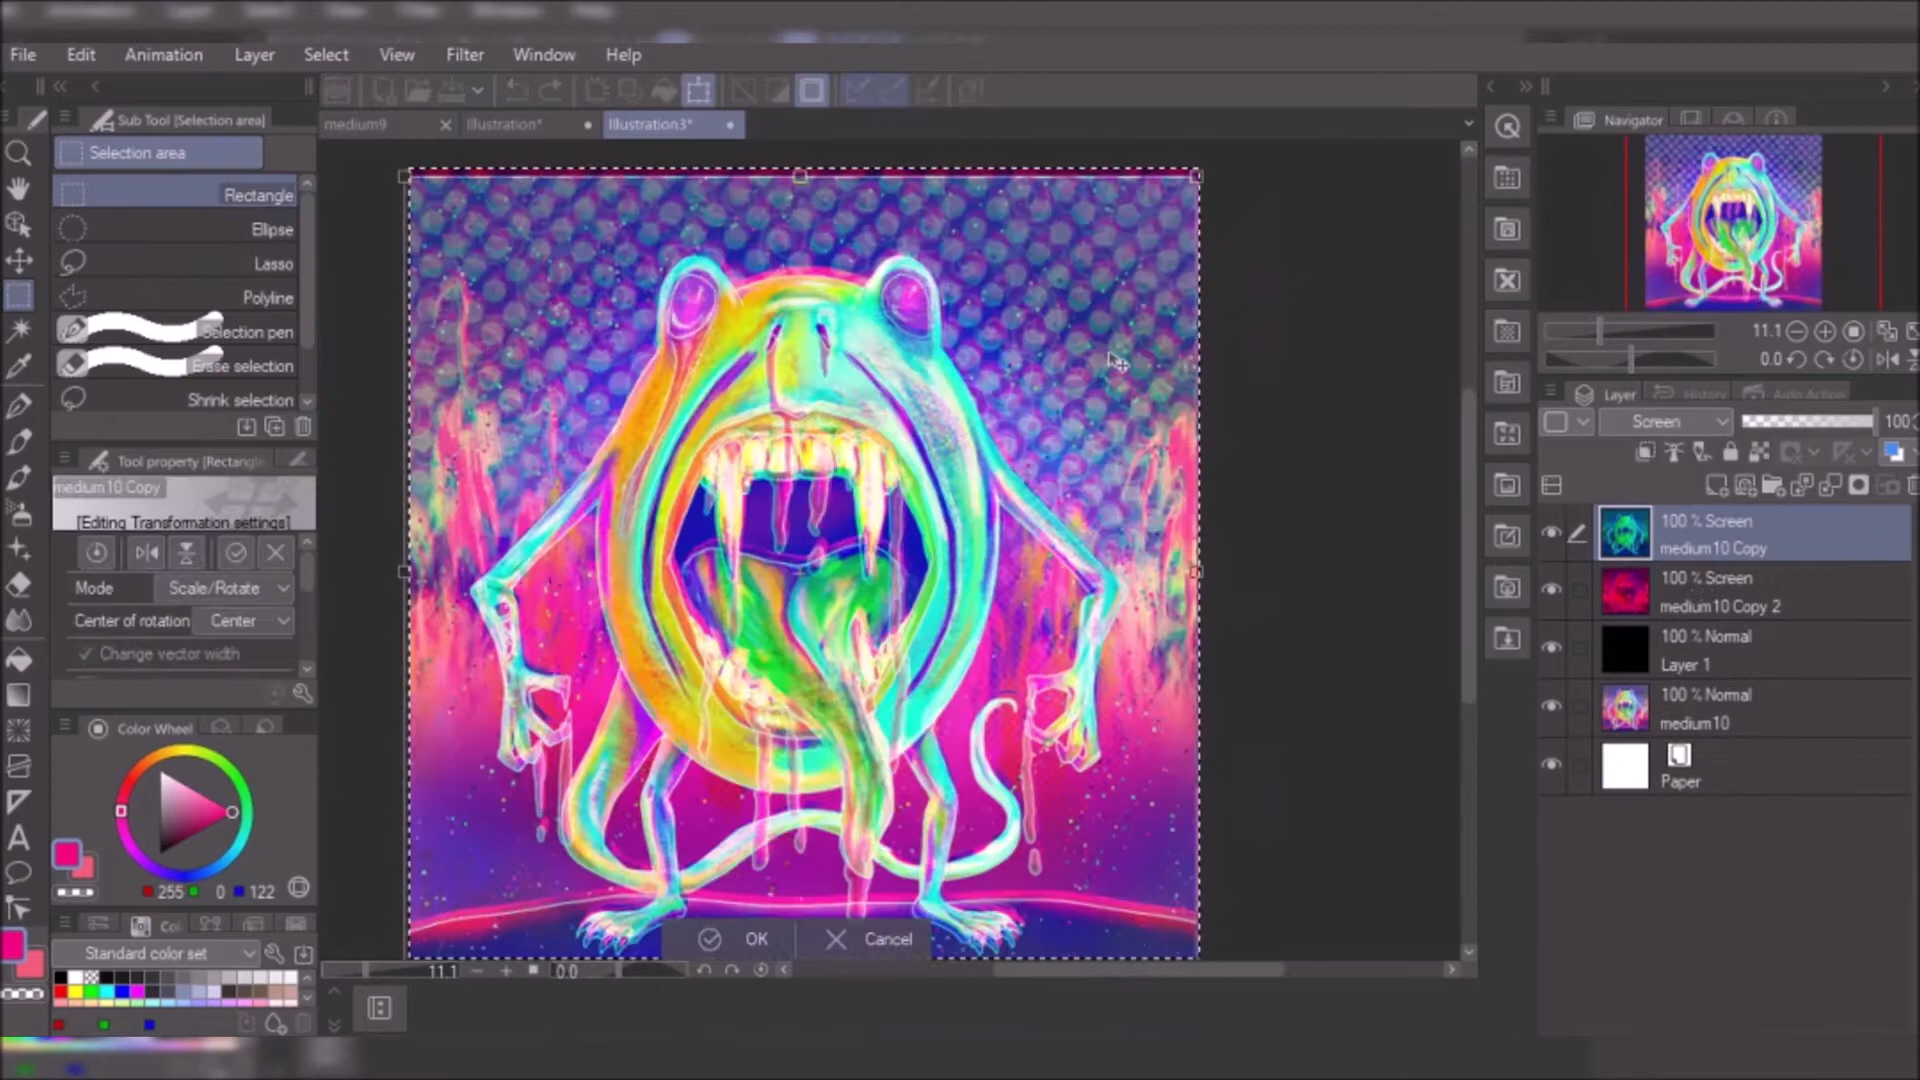 File Edit Animation Layer Select View Filter Window Help
Sub Tool [Selection area]
Selection area
Rectangle
Ellipse
Lasso
Polyline
Selection pen
Erase selection
Shrink selection
Tool property [Rectangle
medium10 Copy
[Editing Transformation settings]
Mode Scale/Rotate
Center of rotation Center
Change vector width
Color Wheel
255 0 122
Col
Standard color set
medium9 Illustration* Illustration3*
OK Cancel
11.1 0.0
Navigator
11.1
0.0
Layer History Auto Action
Screen 100
100 % Screen
medium10 Copy
100 % Screen
medium10 Copy 2
100 % Normal
Layer 1
100 % Normal
medium10
Paper